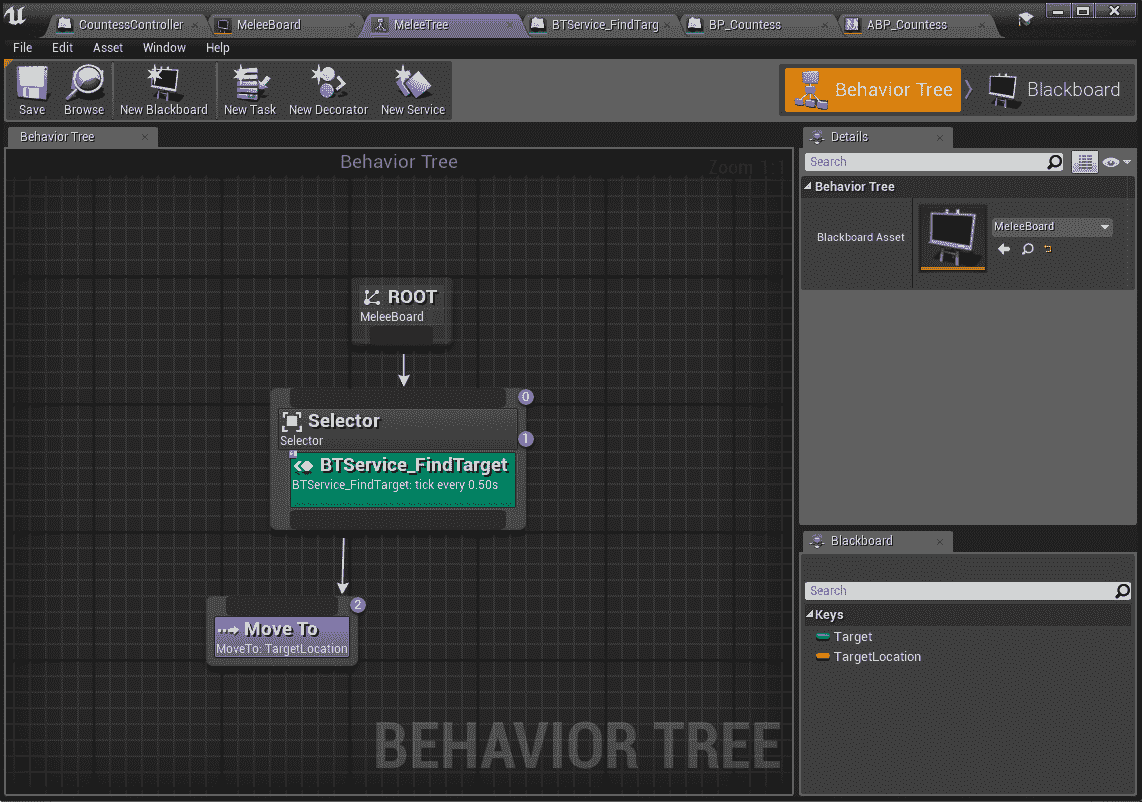 CountessController
MeleeBoard
MeleeTree
BTService_FindTarg
BP_Countess
ABP_Countess
File
Edit
Asset
Window
Help
Save
Browse
New Blackboard
New Task
New Decorator
New Service
Behavior Tree
Blackboard
Behavior Tree
Behavior Tree
Zoom 1:1
ROOT
MeleeBoard
0
Selector
Selector
1
2
BTService_FindTarget
BTService_FindTarget: tick every 0.50s
2
Move To
MoveTo: TargetLocation
BEHAVIOR TREE
Details
Search
Behavior Tree
Blackboard Asset
MeleeBoard
Blackboard
Search
Keys
Target
TargetLocation